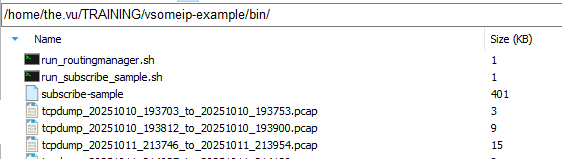 /home/the.vu/TRAINING/vsomeip-example/bin/
Name Size (KB)
run_routingmanager.sh 1
run_subscribe_sample.sh 1
subscribe-sample 401
tcpdump_20251010_193703_to_20251010_193753.pcap 3
tcpdump_20251010_193812_to_20251010_193900.pcap 9
tcpdump_20251011_213746_to_20251011_213954.pcap 15